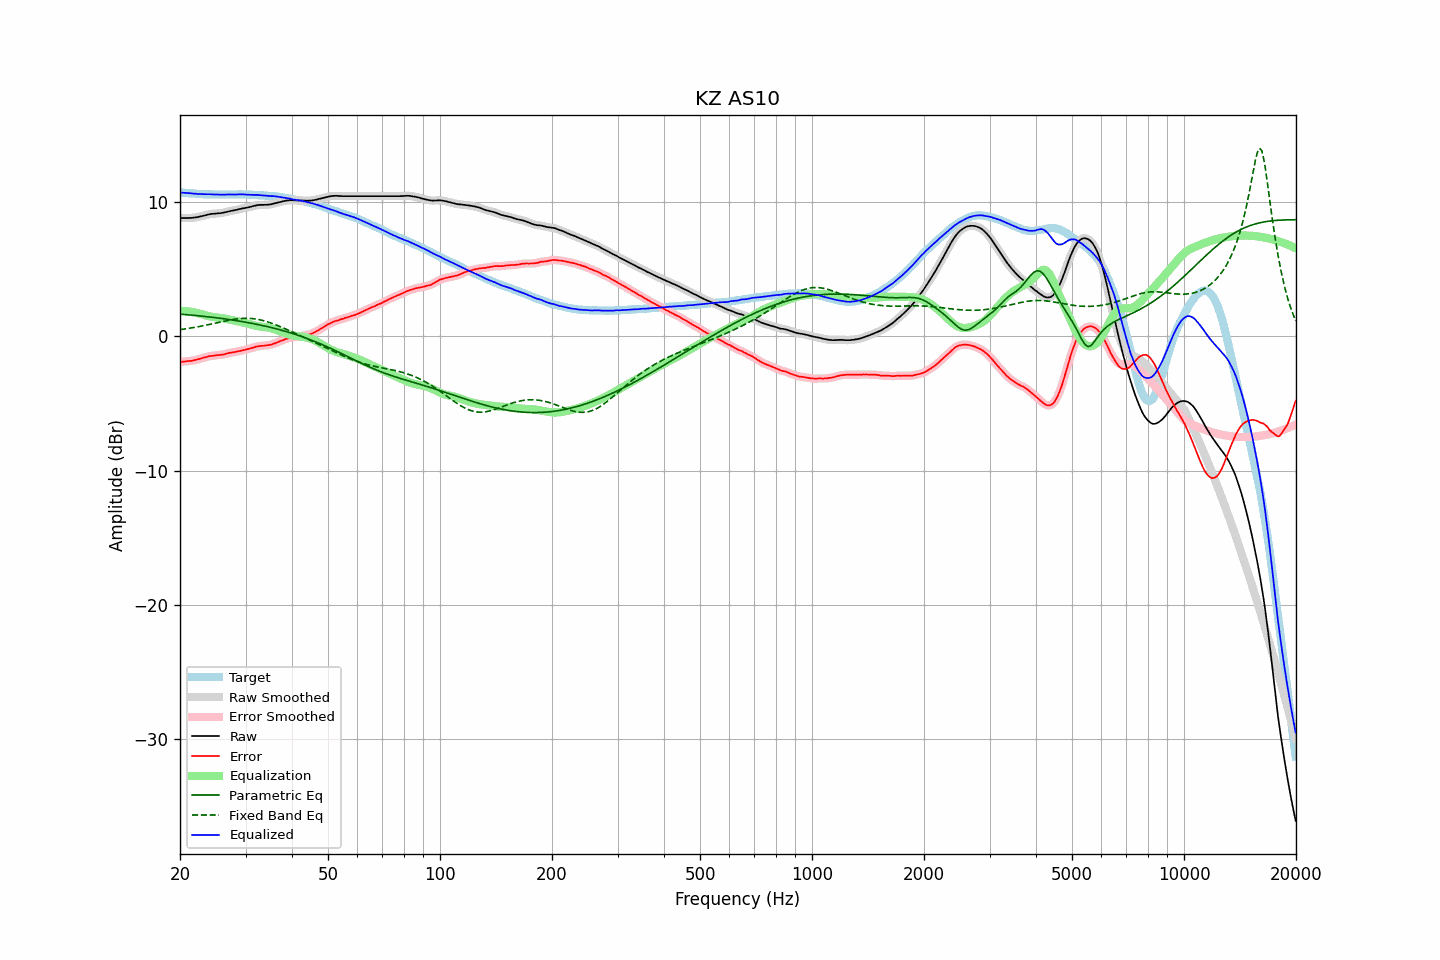 KZ AS10
Amplitude (dBr)
10
0
−10
−20
−30
Target
Raw Smoothed
Error Smoothed
Raw
Error
Equalization
Parametric Eq
Fixed Band Eq
Equalized
20 50 100 200 500 1000 2000 5000 10000 20000
Frequency (Hz)